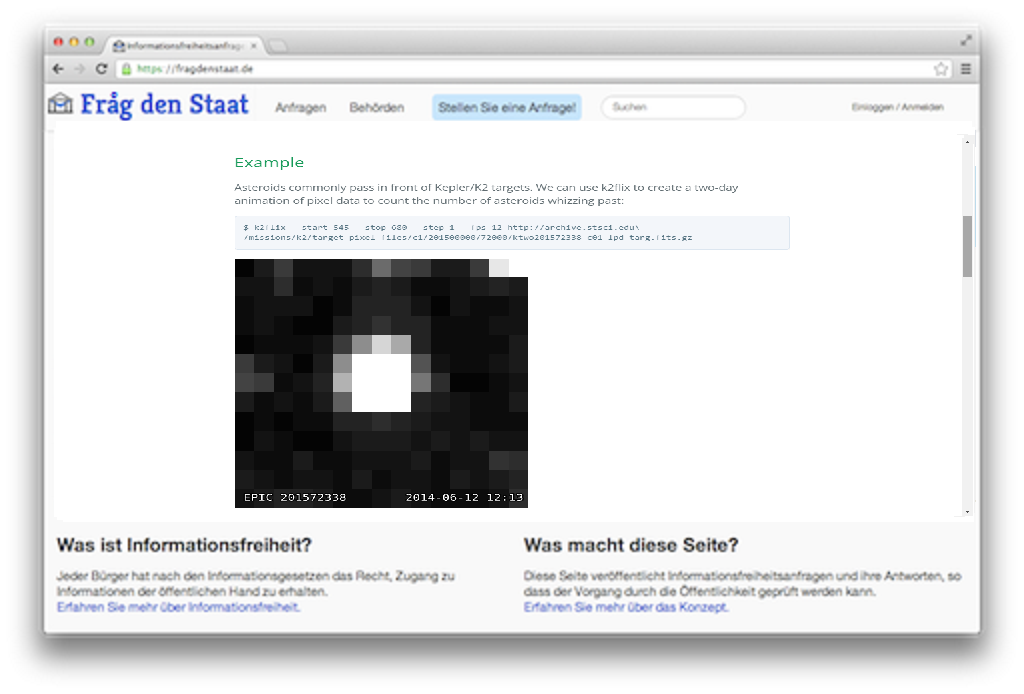 Informationsfreiheitsanfrage
https://fragdenstaat.de
Fråg den Staat
Anfragen
Behörden
Stellen Sie eine Anfrage!
Suchen
Einloggen / Anmelden
Example
Asteroids commonly pass in front of Kepler/K2 targets. We can use k2flix to create a two-day
animation of pixel data to count the number of asteroids whizzing past:
$ k2flix --start 545 --stop 680 --step 1 --fps 12 http://archive.stsci.edu\
/missions/k2/target_pixel_files/c1/201500000/72000/ktwo201572338-c01_lpd-targ.fits.gz
EPIC 201572338
2014-06-12 12:13
Was ist Informationsfreiheit?
Jeder Bürger hat nach den Informationsgesetzen das Recht, Zugang zu
Informationen der öffentlichen Hand zu erhalten.
Erfahren Sie mehr über Informationsfreiheit.
Was macht diese Seite?
Diese Seite veröffentlicht Informationsfreiheitsanfragen und ihre Antworten, so
dass der Vorgang durch die Öffentlichkeit geprüft werden kann.
Erfahren Sie mehr über das Konzept.